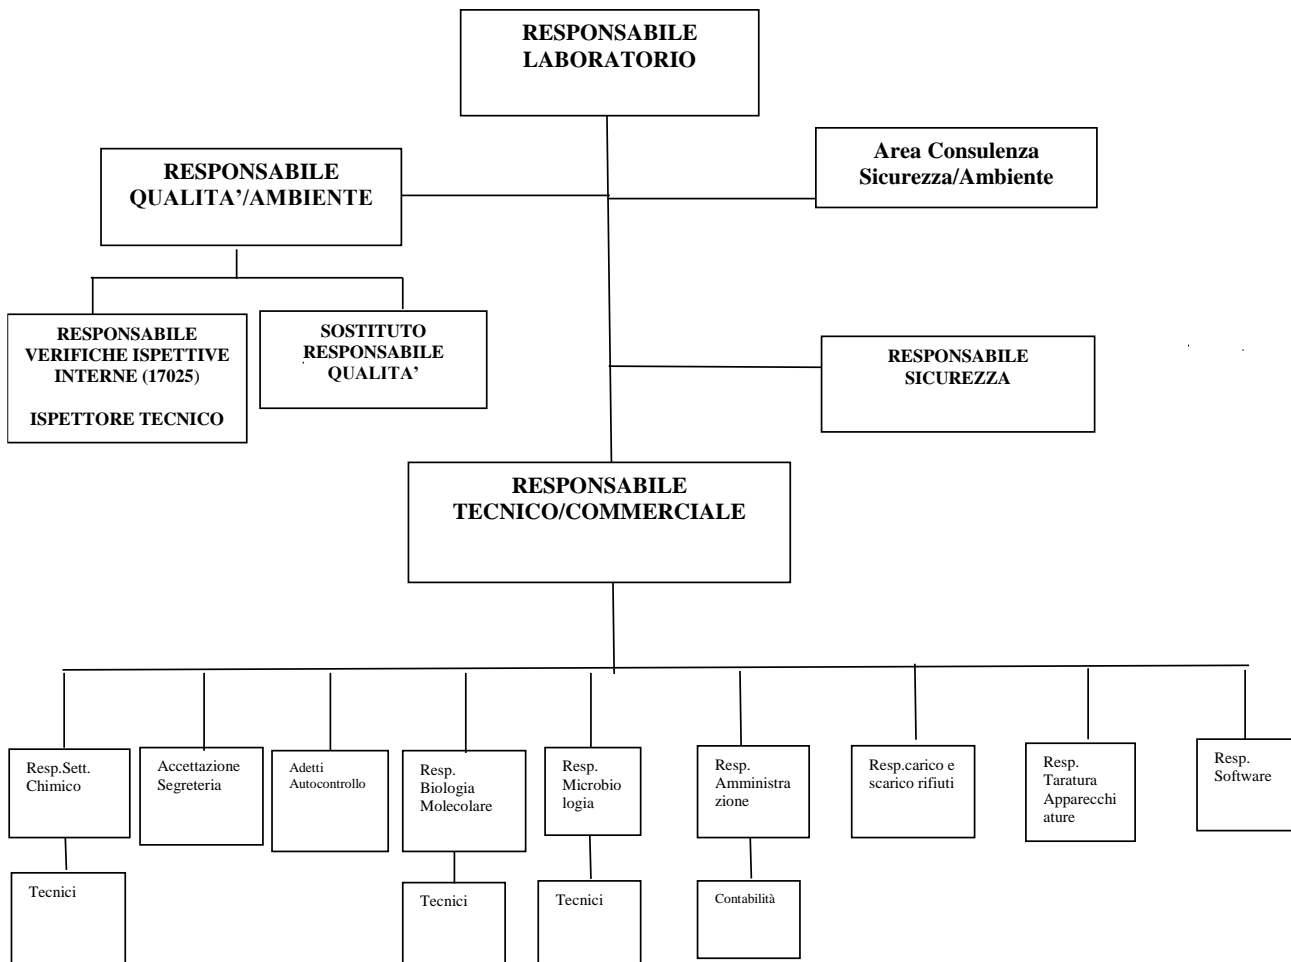 RESPONSABILE
LABORATORIO
Area Consulenza
Sicurezza/Ambiente
RESPONSABILE
QUALITA’/AMBIENTE
RESPONSABILE
VERIFICHE ISPETTIVE
INTERNE (17025)
ISPETTORE TECNICO
SOSTITUTO
RESPONSABILE
QUALITA’
RESPONSABILE
SICUREZZA
RESPONSABILE
TECNICO/COMMERCIALE
Resp.Sett.
Chimico
Accettazione
Segreteria
Adetti
Autocontrollo
Resp.
Biologia
Molecolare
Resp.
Microbio
logia
Resp.
Amministra
zione
Resp.carico e
scarico rifiuti
Resp.
Taratura
Apparecchi
ature
Resp.
Software
Tecnici
Tecnici
Tecnici
Contabilità